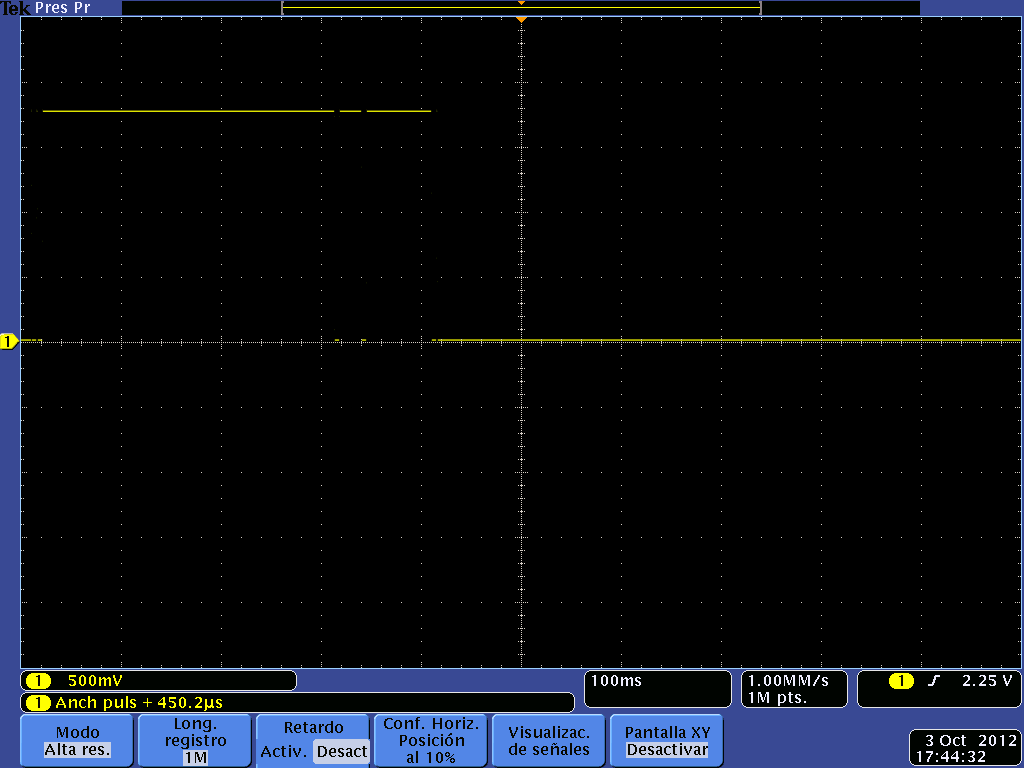 Tek Pres Pr
1
1 500mV
100ms
1.00MM/s
1M pts.
1 2.25 V
1 Anch puls + 450.2µs
Modo
Alta res.
Long.
registro
1M
Retardo
Activ. Desact
Conf. Horiz.
Posición
al 10%
Visualizac.
de señales
Pantalla XY
Desactivar
3 Oct 2012
17:44:32